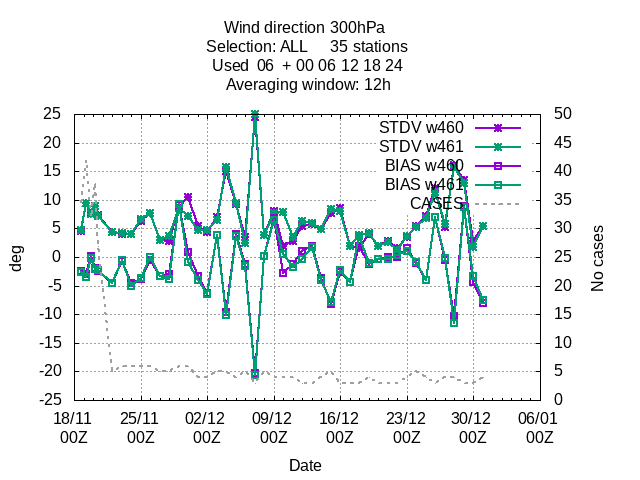 Wind direction 300hPa
Selection: ALL 35 stations
Used 06 + 00 06 12 18 24
Averaging window: 12h
25 50
STDV w460
20 45
STDV w461
15 40
BIAS w460
BIAS w461
10 35
CASES
5 30
0 25
-5 20
-10 15
-15 10
-20 5
-25 0
deg
No cases
18/11 25/11 02/12 09/12 16/12 23/12 30/12 06/01
00Z 00Z 00Z 00Z 00Z 00Z 00Z 00Z
Date